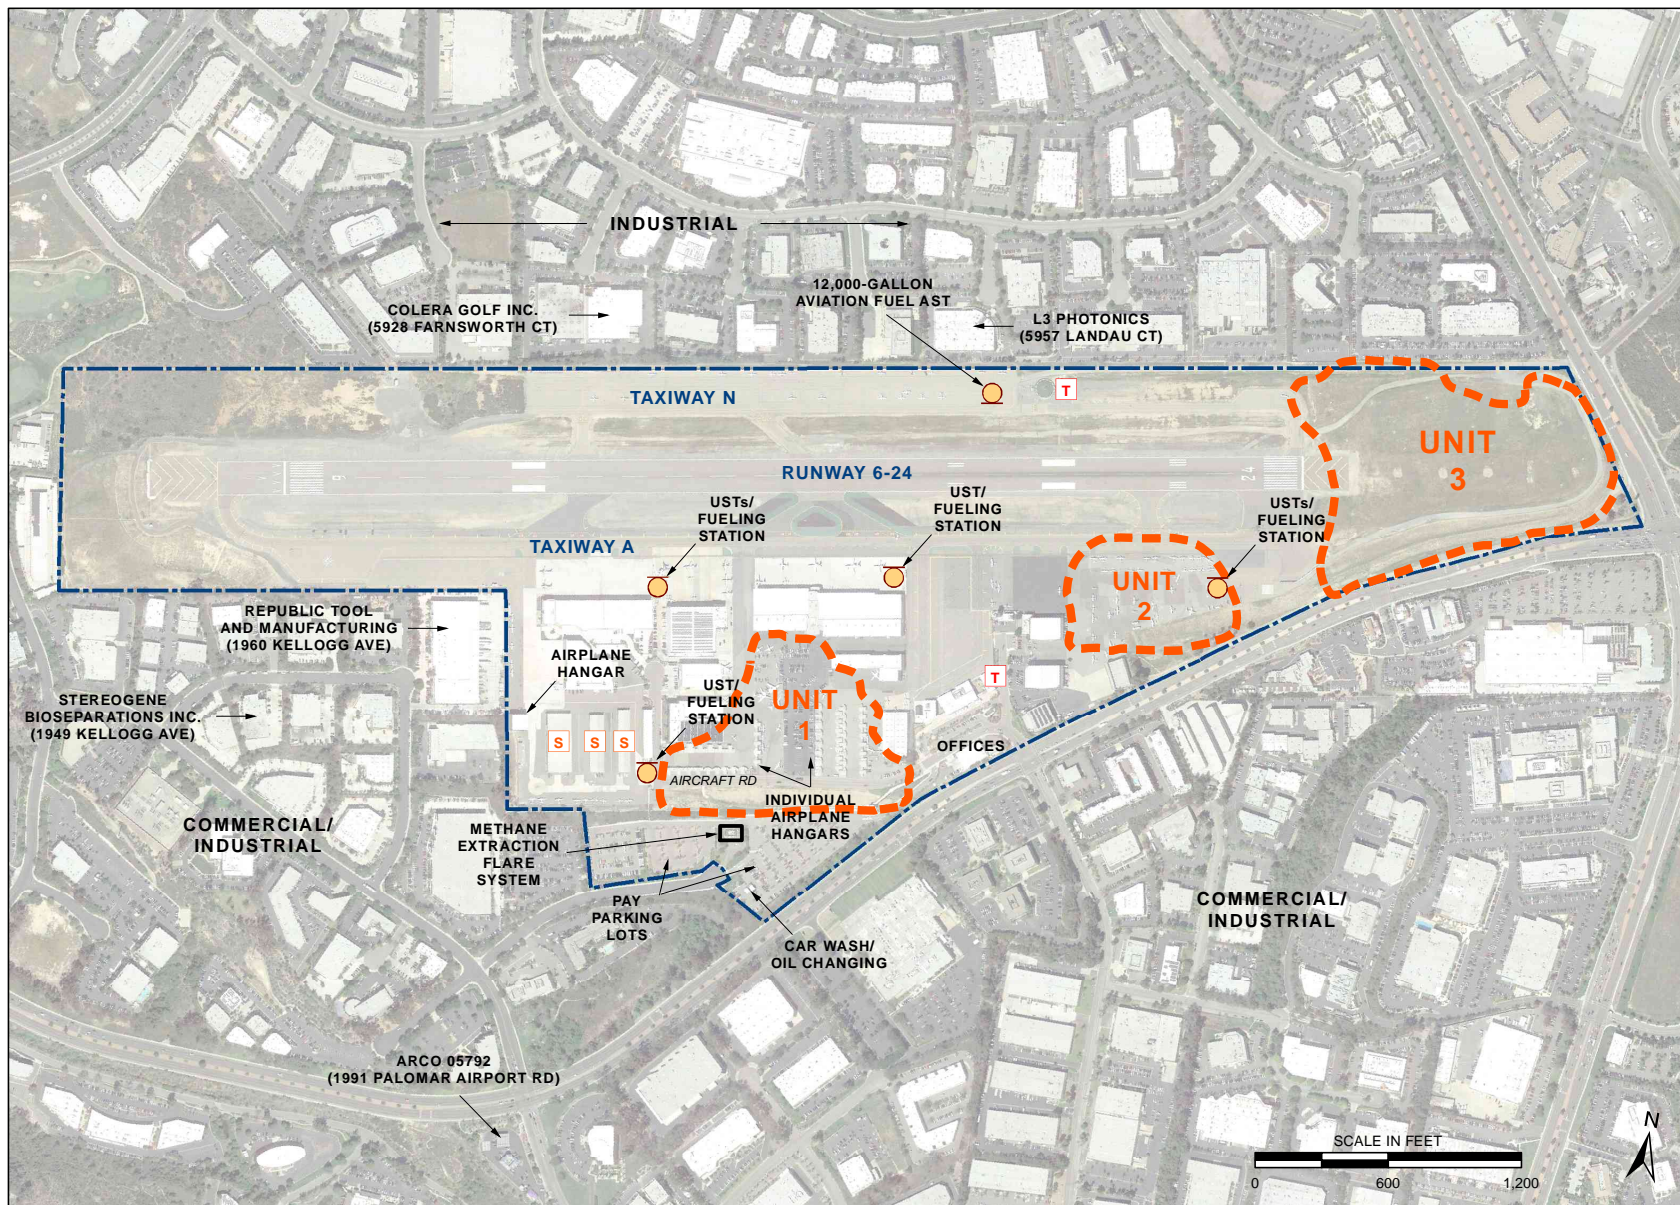 INDUSTRIAL
12,000-GALLON
AVIATION FUEL AST
COLERA GOLF INC.
(5928 FARNSWORTH CT)
L3 PHOTONICS
(5957 LANDAU CT)
TAXIWAY N
T
UNIT
3
RUNWAY 6-24
24
USTs/
FUELING
STATION
UST/
FUELING
STATION
USTs/
FUELING
STATION
TAXIWAY A
UNIT
2
REPUBLIC TOOL
AND MANUFACTURING
(1960 KELLOGG AVE)
AIRPLANE
HANGAR
T
STEREOGENE
BIOSEPARATIONS INC.
(1949 KELLOGG AVE)
UST/
FUELING
STATION
UNIT
1
S
S
S
OFFICES
AIRCRAFT RD
INDIVIDUAL
AIRPLANE
HANGARS
COMMERCIAL/
INDUSTRIAL
METHANE
EXTRACTION
FLARE
SYSTEM
PAY
PARKING
LOTS
COMMERCIAL/
INDUSTRIAL
CAR WASH/
OIL CHANGING
ARCO 05792
(1991 PALOMAR AIRPORT RD)
N
SCALE IN FEET
0 600 1,200